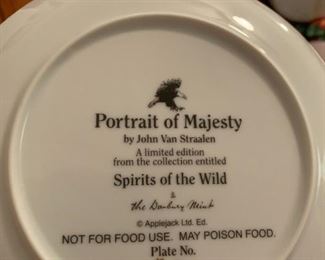 Portrait of Majesty
by John Van Straalen
A limited edition
from the collection entitled
Spirits of the Wild
&
the Danbury Mint
© Applejack Ltd. Ed.
NOT FOR FOOD USE. MAY POISON FOOD.
Plate No.